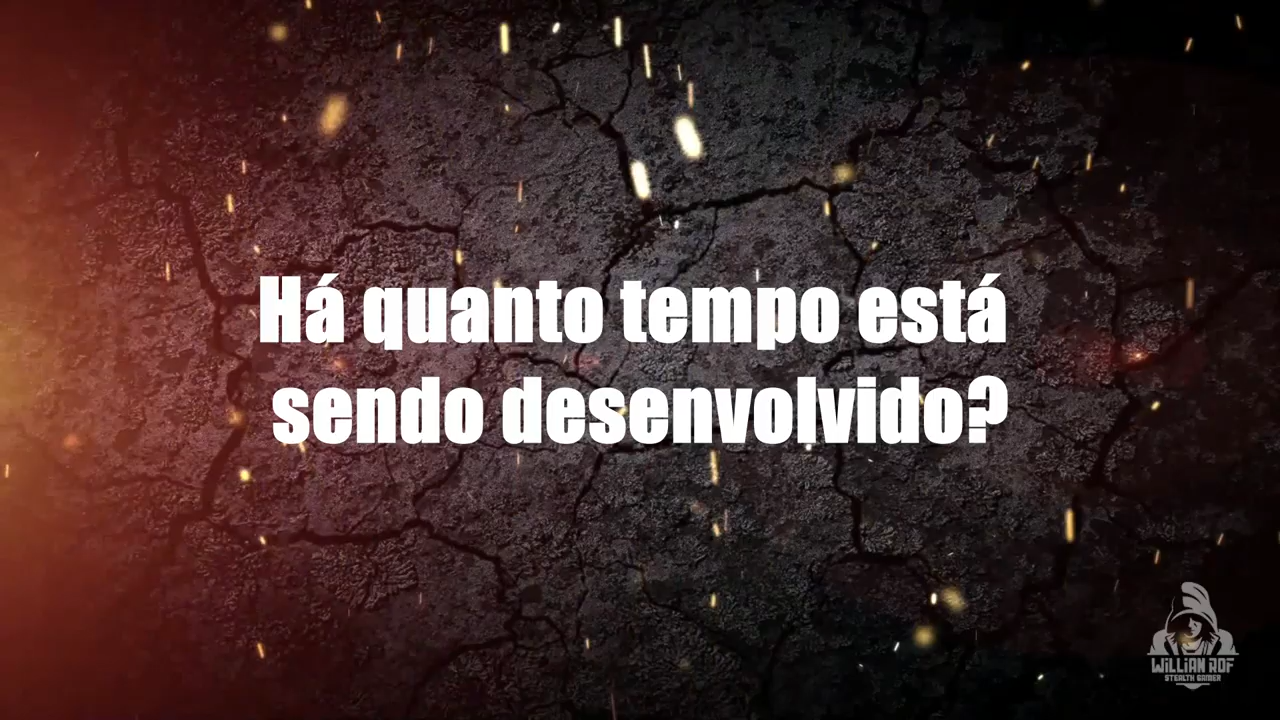 Há quanto tempo está
sendo desenvolvido?
WILLIAN ROF
STEALTH GAMER